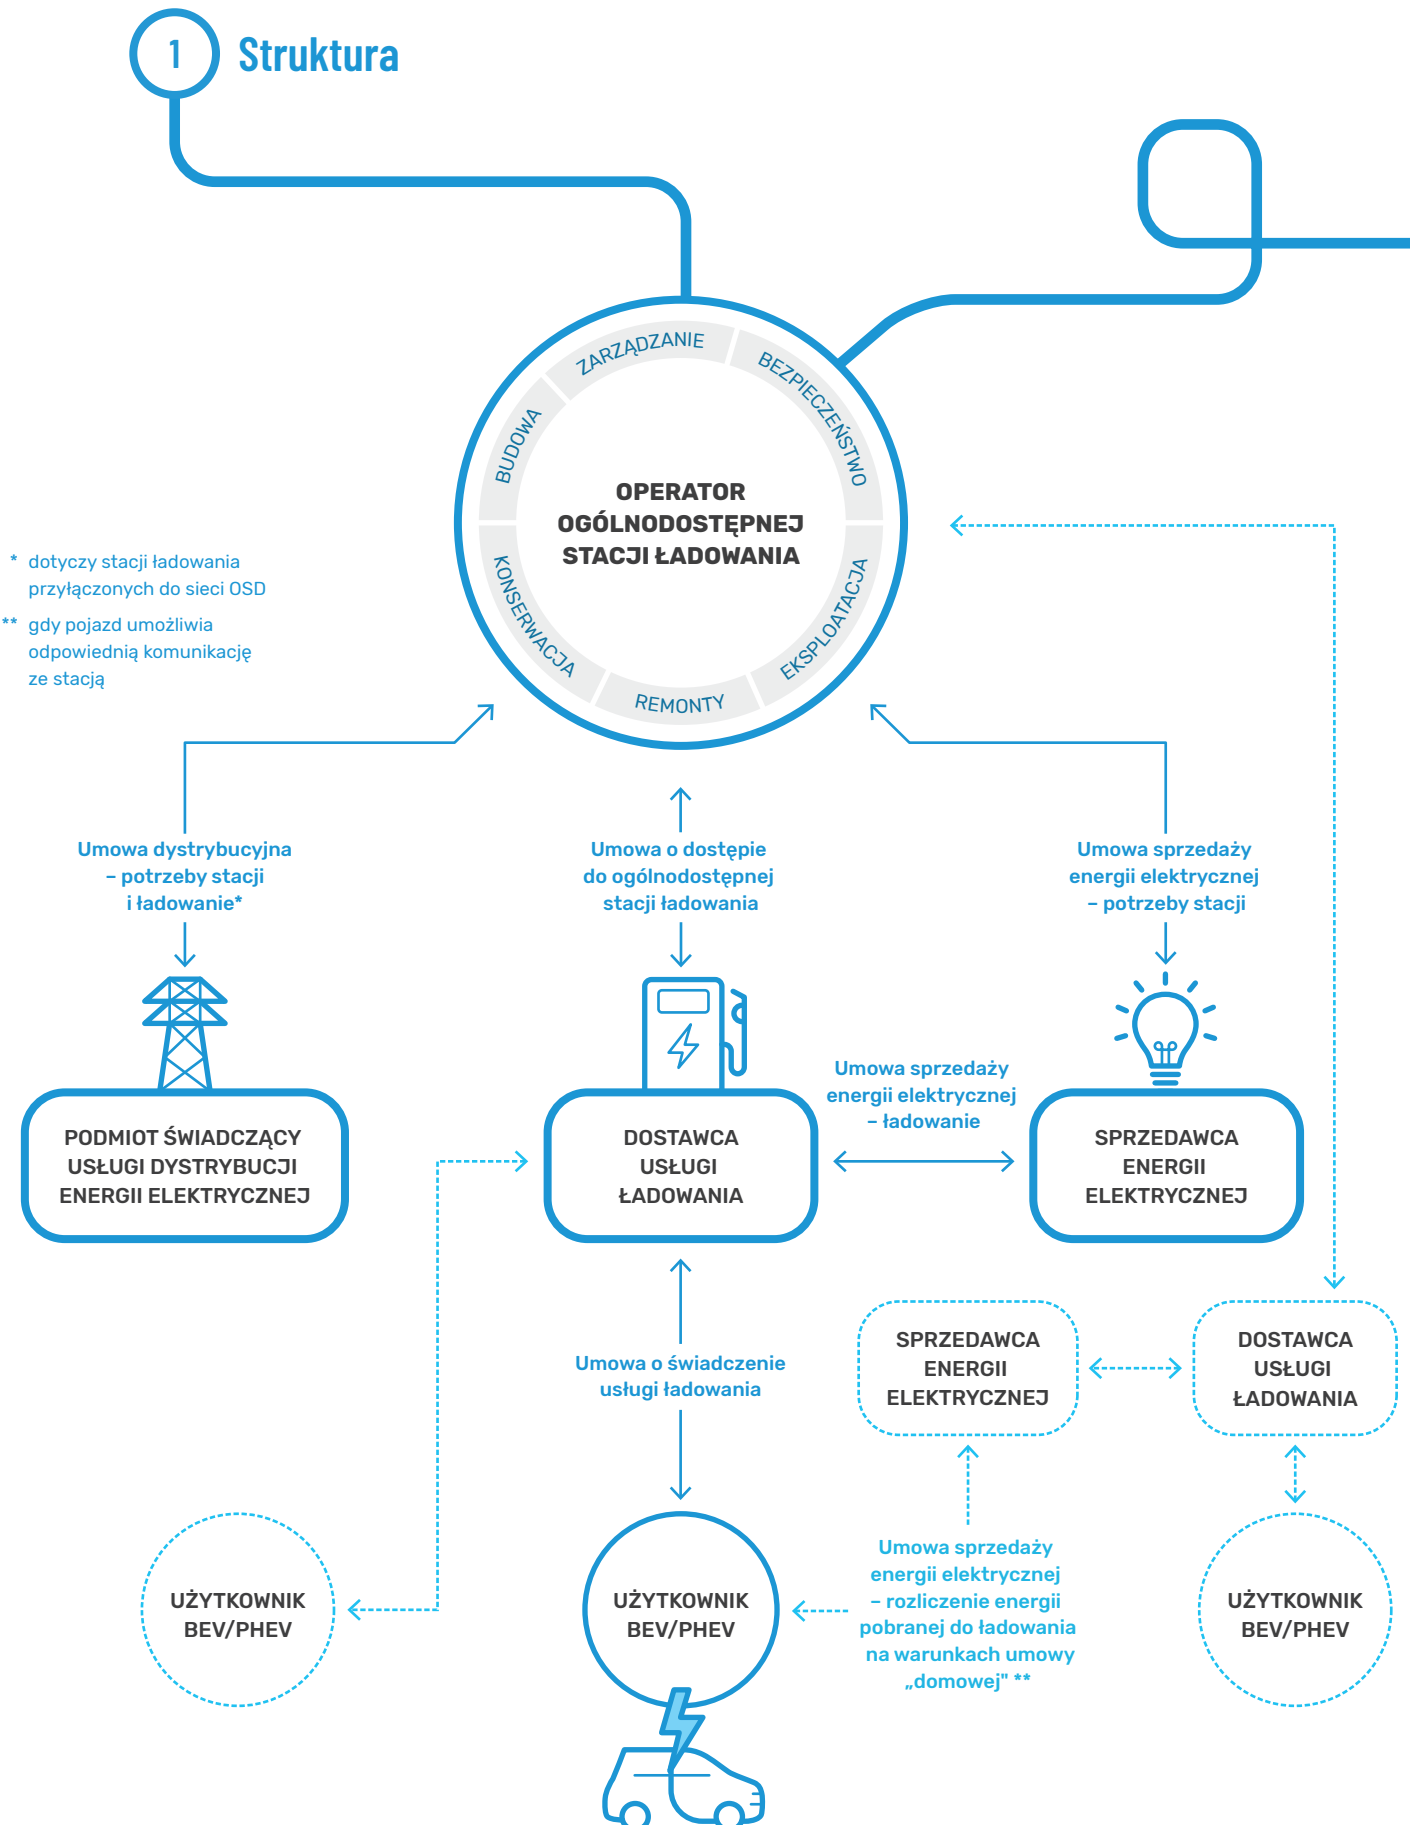 1
Struktura
ZARZĄDZANIE
BEZPIECZEŃSTWO
BUDOWA
OPERATOR
OGÓLNODOSTĘPNEJ
STACJI ŁADOWANIA
KONSERWACJA
EKSPLOATACJA
REMONTY
* dotyczy stacji ładowania
przyłączonych do sieci OSD
** gdy pojazd umożliwia
odpowiednią komunikację
ze stacją
Umowa dystrybucyjna
– potrzeby stacji
i ładowanie*
Umowa o dostępie
do ogólnodostępnej
stacji ładowania
Umowa sprzedaży
energii elektrycznej
– potrzeby stacji
Umowa sprzedaży
energii elektrycznej
– ładowanie
PODMIOT ŚWIADCZĄCY
USŁUGI DYSTRYBUCJI
ENERGII ELEKTRYCZNEJ
DOSTAWCA
USŁUGI
ŁADOWANIA
SPRZEDAWCA
ENERGII
ELEKTRYCZNEJ
Umowa o świadczenie
usługi ładowania
SPRZEDAWCA
ENERGII
ELEKTRYCZNEJ
DOSTAWCA
USŁUGI
ŁADOWANIA
UŻYTKOWNIK
BEV/PHEV
UŻYTKOWNIK
BEV/PHEV
Umowa sprzedaży
energii elektrycznej
– rozliczenie energii
pobranej do ładowania
na warunkach umowy
„domowej" **
UŻYTKOWNIK
BEV/PHEV